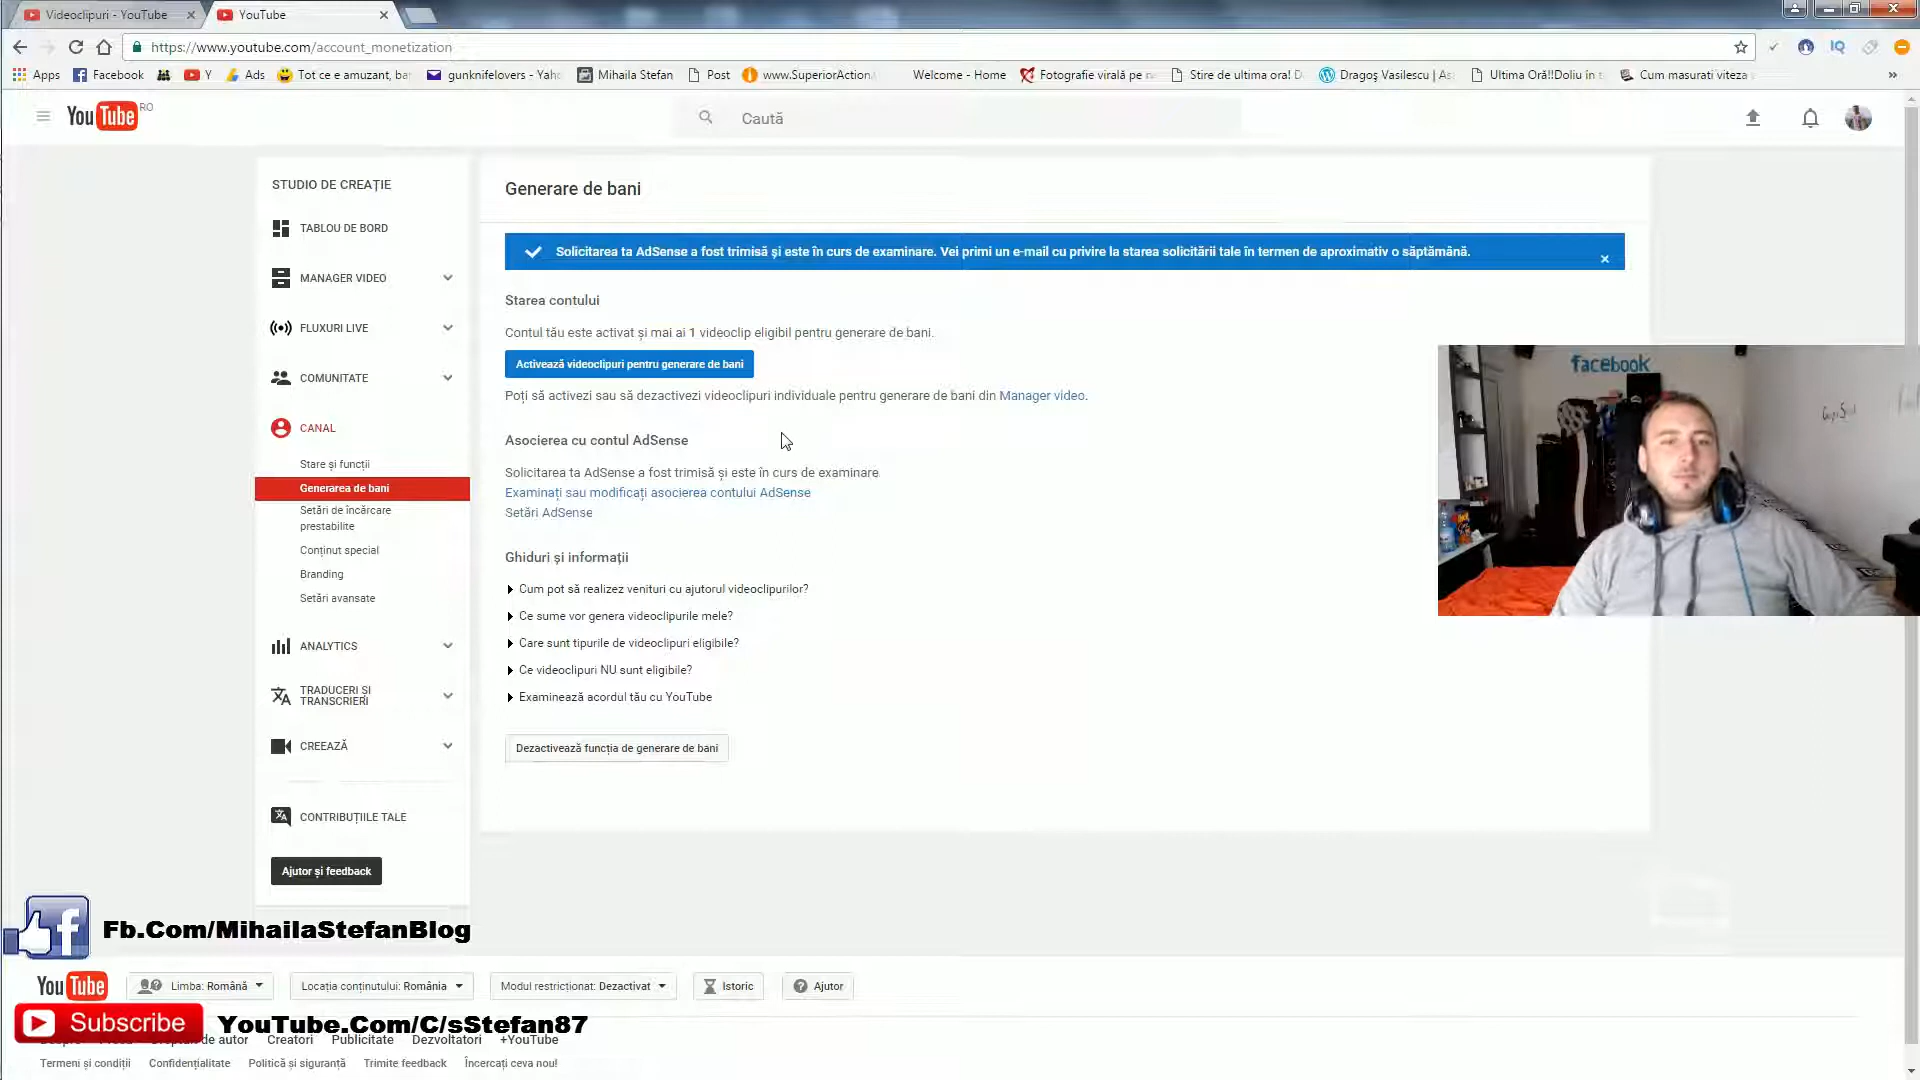 Videoclipuri - YouTube
YouTube
https://www.youtube.com/account_monetization
Apps
Facebook
Y
Ads
Tot ce e amuzant, ba
gunknifelovers - Yaho
Mihaila Stefan
Post
www.SuperiorAction
Welcome - Home
Fotografie virală pe
Stire de ultima ora! D
Dragoș Vasilescu | As
Ultima Oră!!Doliu în t
Cum masurati viteza
»
YouTube RO
Caută
STUDIO DE CREAȚIE
TABLOU DE BORD
MANAGER VIDEO
FLUXURI LIVE
COMUNITATE
CANAL
Stare și funcții
Generarea de bani
Setări de încărcare
prestabilite
Conținut special
Branding
Setări avansate
ANALYTICS
TRADUCERI ȘI
TRANSCRIERI
CREEAZĂ
CONTRIBUȚIILE TALE
Ajutor și feedback
Generare de bani
Solicitarea ta AdSense a fost trimisă și este în curs de examinare. Vei primi un e-mail cu privire la starea solicitării tale în termen de aproximativ o săptămână.
Starea contului
Contul tău este activat și mai ai 1 videoclip eligibil pentru generare de bani.
Activează videoclipuri pentru generare de bani
Poți să activezi sau să dezactivezi videoclipuri individuale pentru generare de bani din Manager video.
Asocierea cu contul AdSense
Solicitarea ta AdSense a fost trimisă și este în curs de examinare
Examinați sau modificați asocierea contului AdSense
Setări AdSense
Ghiduri și informații
Cum pot să realizez venituri cu ajutorul videoclipurilor?
Ce sume vor genera videoclipurile mele?
Care sunt tipurile de videoclipuri eligibile?
Ce videoclipuri NU sunt eligibile?
Examinează acordul tău cu YouTube
Dezactivează funcția de generare de bani
facebook
Fb.Com/MihailaStefanBlog
YouTube
Limba: Română
Locația conținutului: România
Modul restricționat: Dezactivat
Istoric
Ajutor
Subscribe
YouTube.Com/C/sStefan87
de autor
Creatori
Publicitate
Dezvoltatori
+YouTube
Termeni și condiții
Confidențialitate
Politică și siguranță
Trimite feedback
Încercați ceva nou!